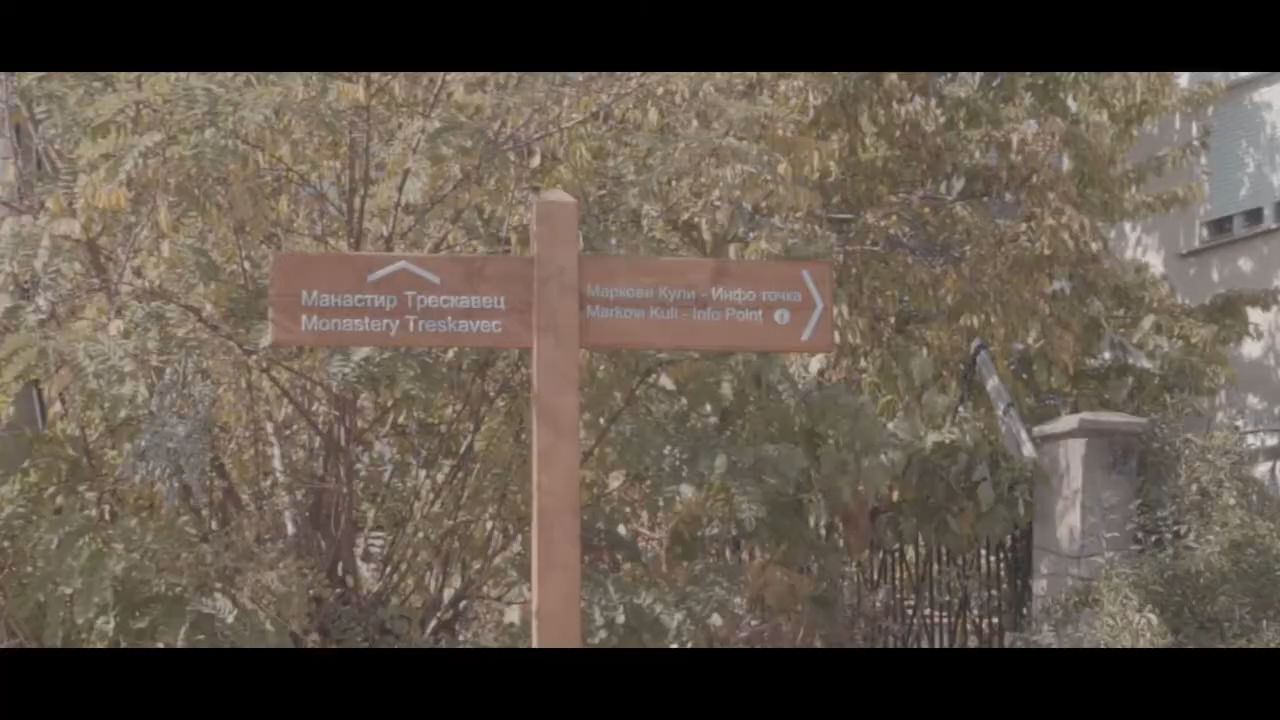 Манастир Трескавец
Monastery Treskavec
Маркови Кули - Инфо точка
Markovi Kuli - Info Point